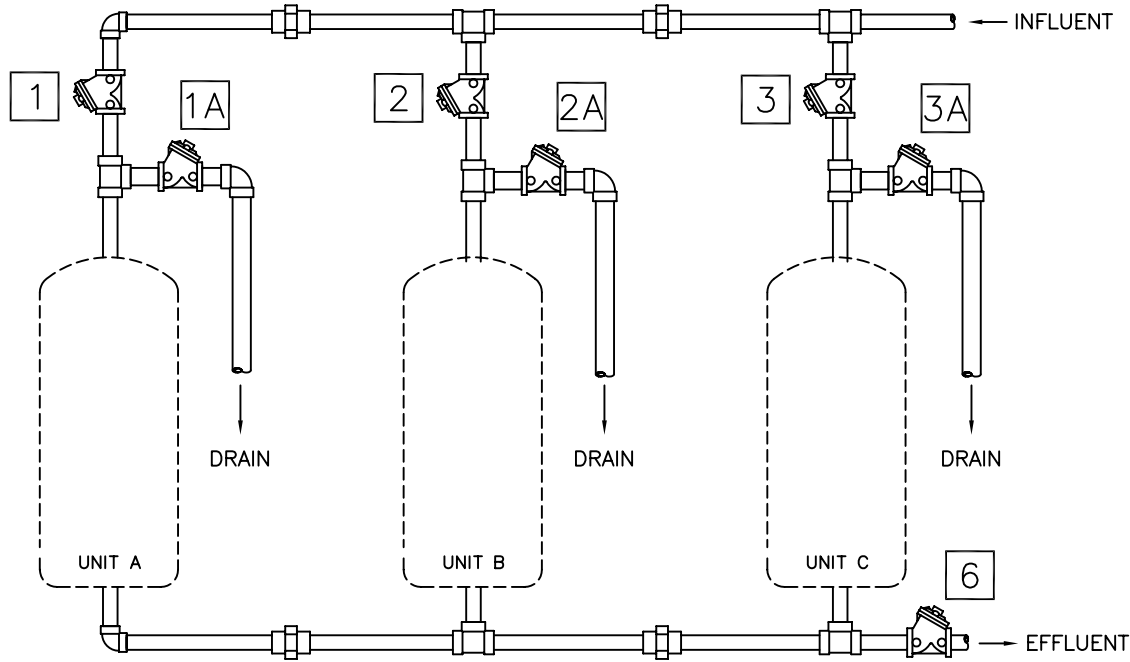 INFLUENT
1
1A
2
2A
3
3A
DRAIN
DRAIN
DRAIN
UNIT A
UNIT B
UNIT C
6
EFFLUENT